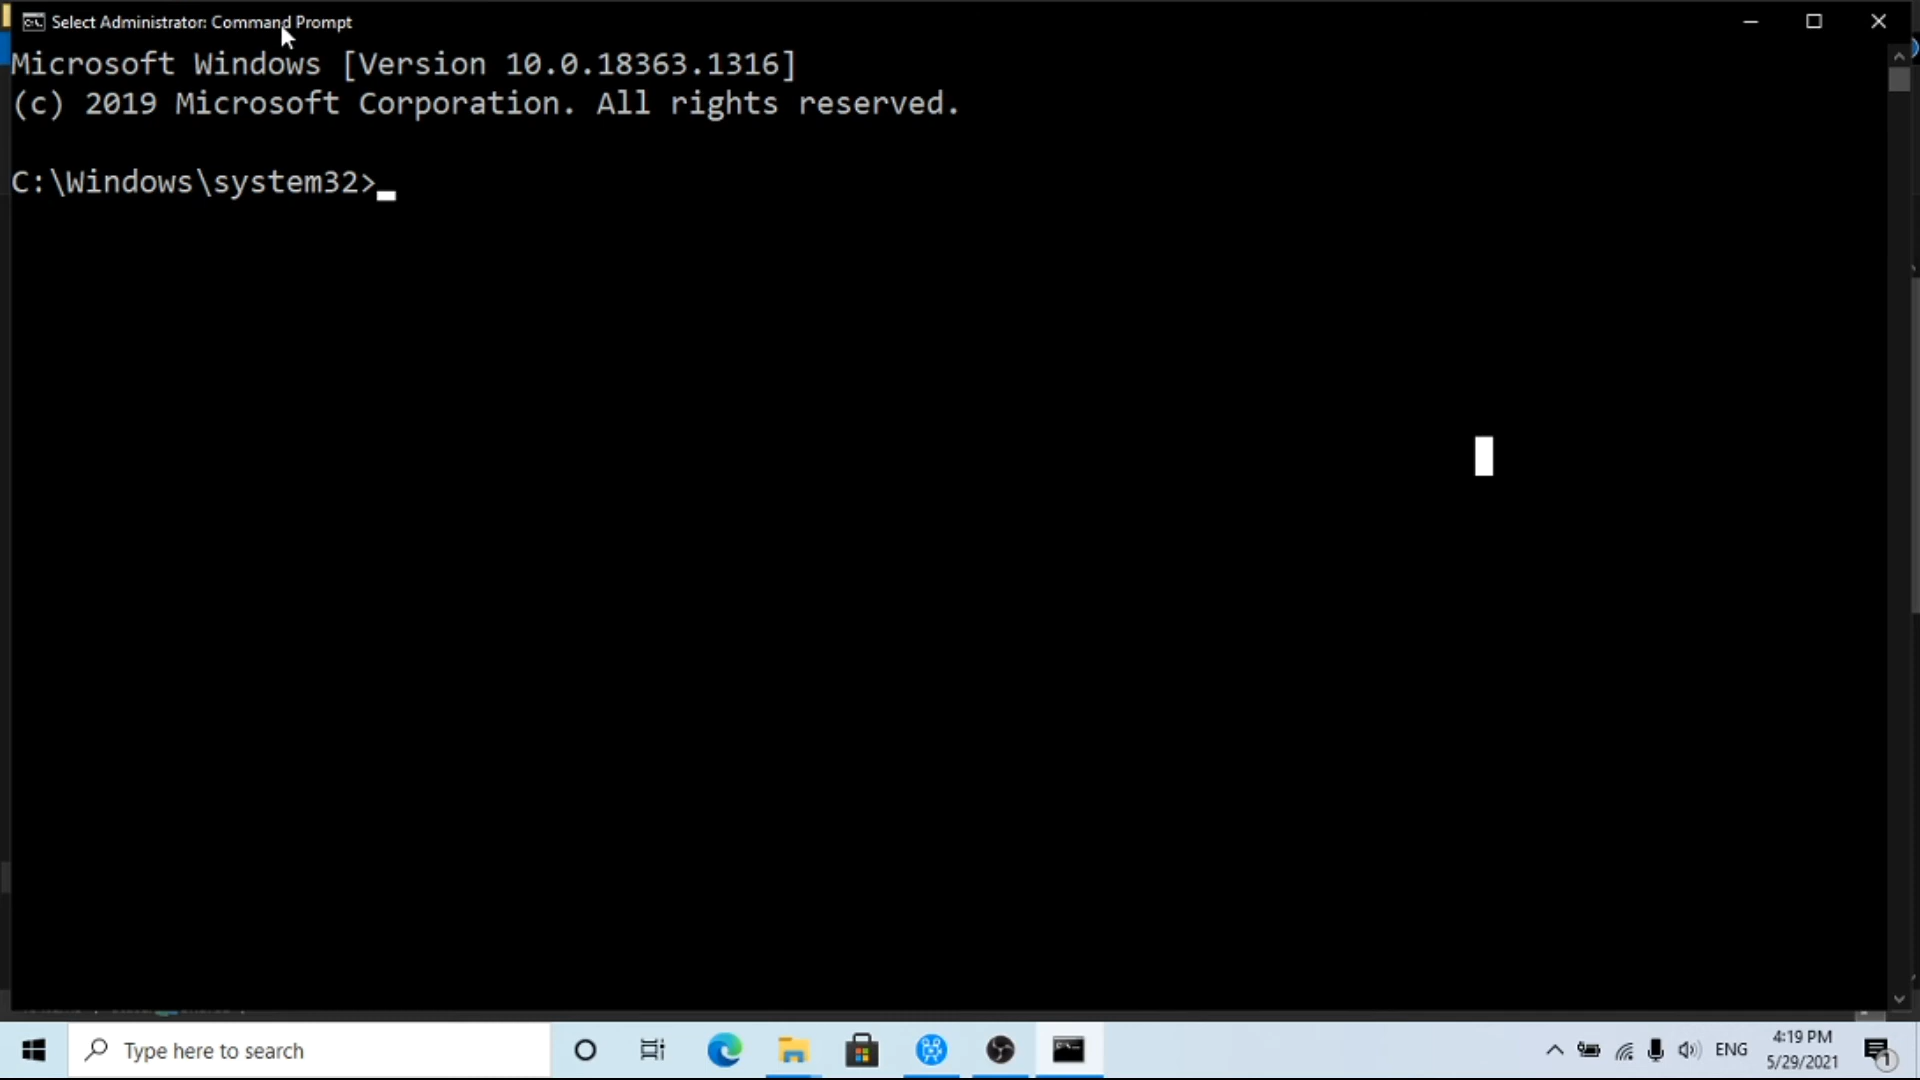 Select Administrator: Command Prompt
Microsoft Windows [Version 10.0.18363.1316]
(c) 2019 Microsoft Corporation. All rights reserved.
C:\Windows\system32>
Type here to search
ENG
4:19 PM
5/29/2021
1